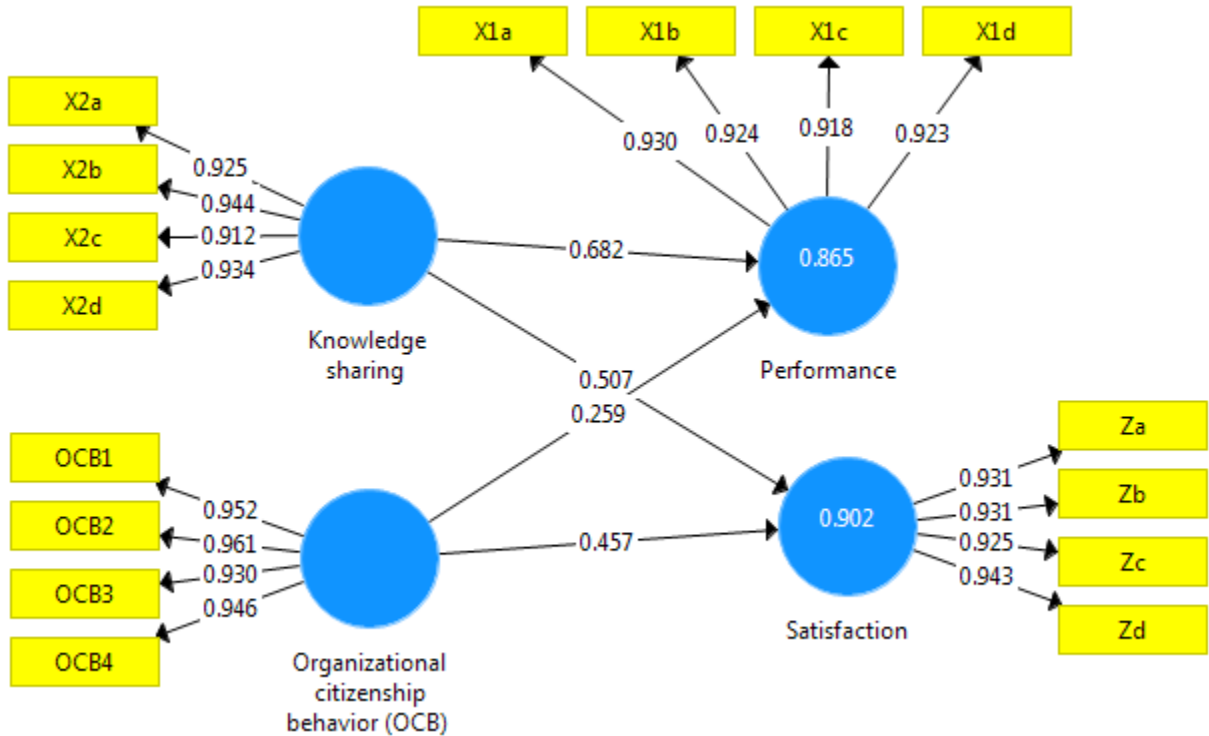 X1a
X1b
X1c
X1d
0.930
0.924
0.918
0.923
X2a
X2b
X2c
X2d
0.925
0.944
0.912
0.934
Knowledge
sharing
0.682
0.865
Performance
0.507
0.259
OCB1
OCB2
OCB3
OCB4
0.952
0.961
0.930
0.946
Organizational
citizenship
behavior (OCB)
0.457
0.902
Satisfaction
0.931
0.931
0.925
0.943
Za
Zb
Zc
Zd